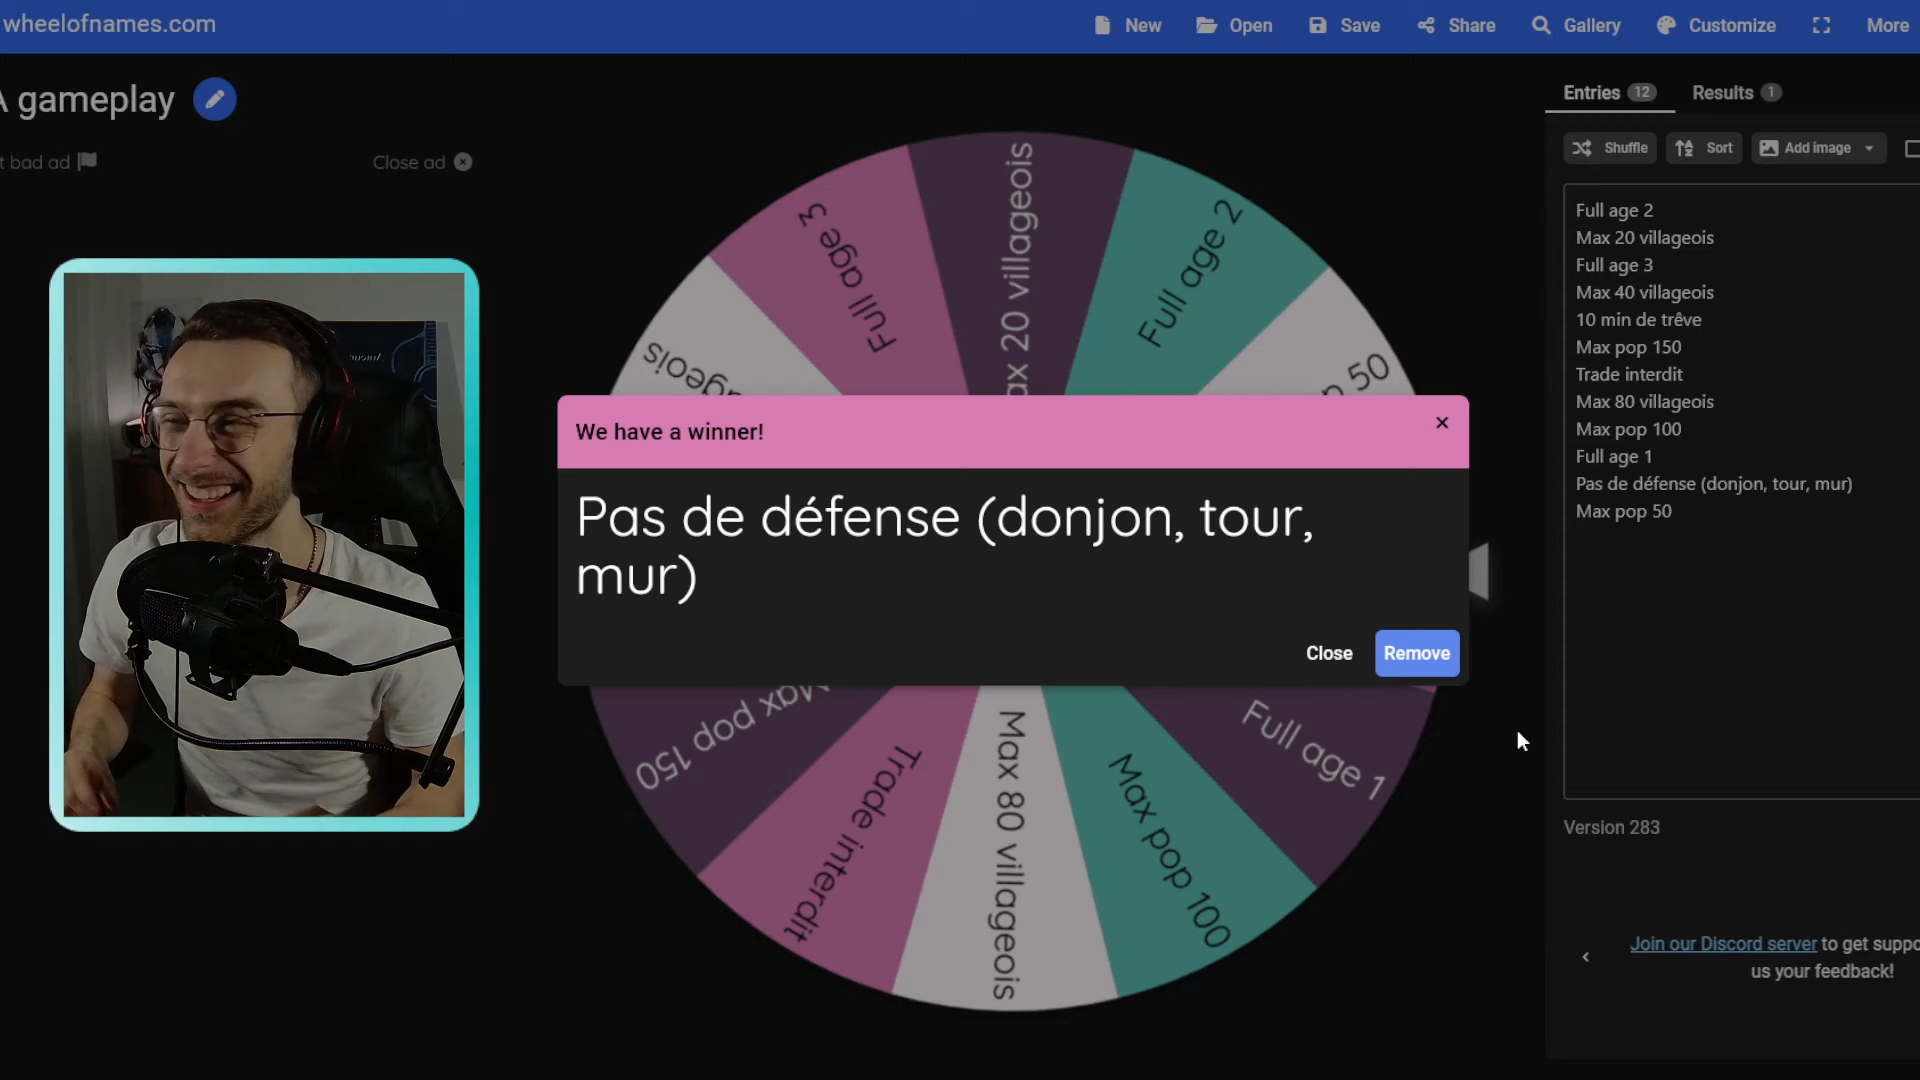 wheelofnames.com
New
Open
Save
Share
Gallery
Customize
More
A gameplay
t bad ad
Close ad
Entries 12
Results 1
Shuffle
Sort
Add image
Full age 2
Max 20 villageois
Full age 3
Max 40 villageois
10 min de trêve
Max pop 150
Trade interdit
Max 80 villageois
Max pop 100
Full age 1
Pas de défense (donjon, tour, mur)
Max pop 50
Full age 3
ax 20 villageois
Full age 2
p 50
ageois
We have a winner!
Pas de défense (donjon, tour,
mur)
Close
Remove
Max pop 150
Trade interdit
Max 80 villageois
Max pop 100
Full age 1
Version 283
Join our Discord server to get suppo
us your feedback!